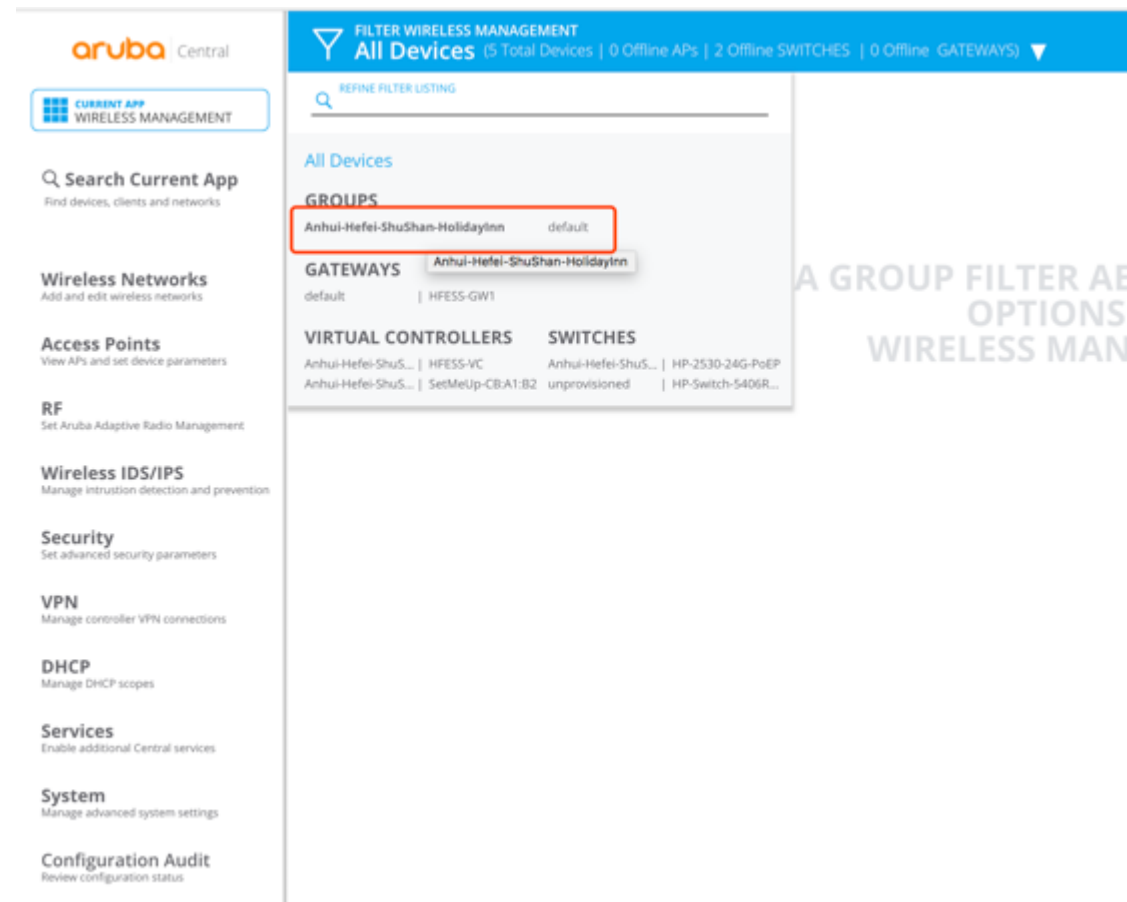 aruba Central
CURRENT APP
WIRELESS MANAGEMENT
Search Current App
Find devices, clients and networks
Wireless Networks
Add and edit wireless networks
Access Points
View APs and set device parameters
RF
Set Aruba Adaptive Radio Management
Wireless IDS/IPS
Manage intrustion detection and prevention
Security
Set advanced security parameters
VPN
Manage controller VPN connections
DHCP
Manage DHCP scopes
Services
Enable additional Central services
System
Manage advanced system settings
Configuration Audit
Review configuration status
FILTER WIRELESS MANAGEMENT
All Devices (5 Total Devices | 0 Offline APs | 2 Offline SWITCHES | 0 Offline GATEWAYS)
REFINE FILTER LISTING
All Devices
GROUPS
Anhui-Hefei-ShuShan-HolidayInn default
Anhui-Hefei-ShuShan-HolidayInn
GATEWAYS
default | HFESS-GW1
VIRTUAL CONTROLLERS SWITCHES
Anhui-Hefei-ShuS... | HFESS-VC Anhui-Hefei-ShuS... | HP-2530-24G-PoEP
Anhui-Hefei-ShuS... | SetMeUp-CB:A1:B2 unprovisioned | HP-Switch-5406R...
A GROUP FILTER AB
OPTIONS
WIRELESS MAN